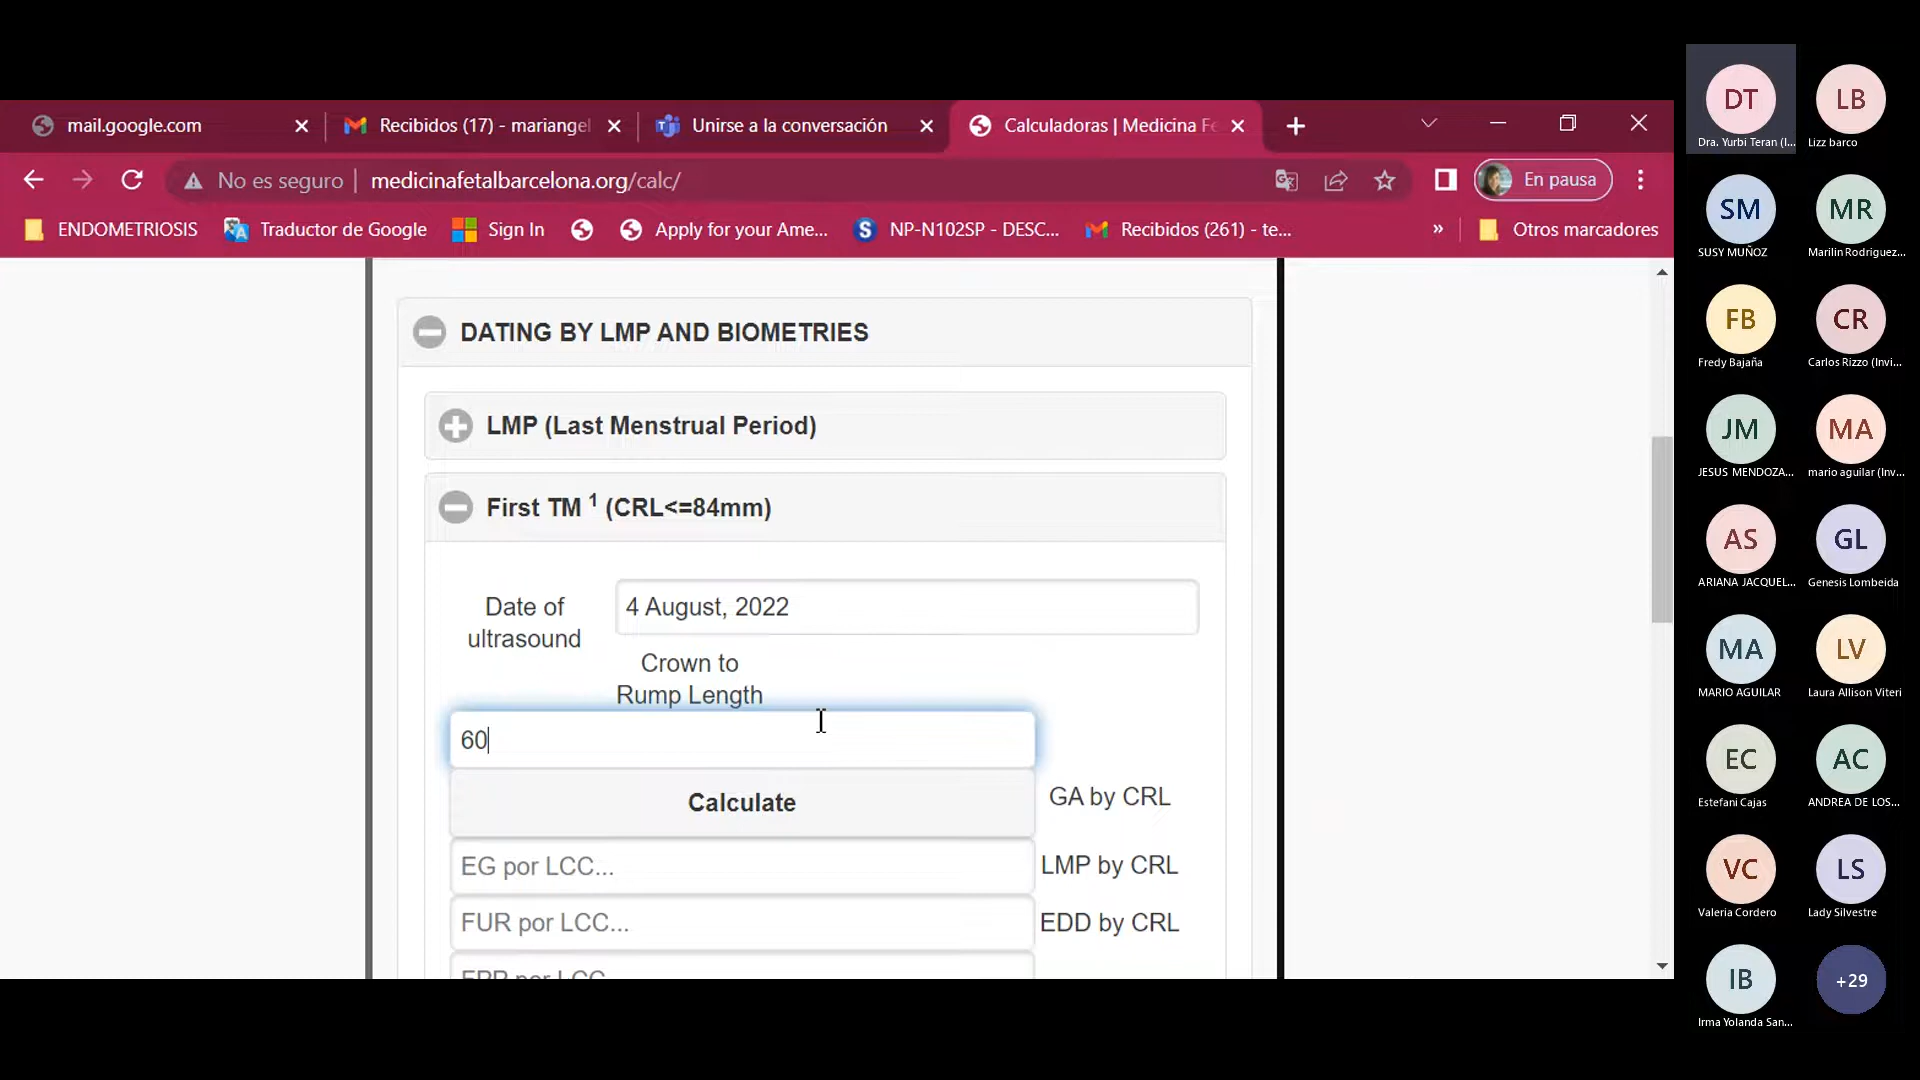 mail.google.com
Recibidos (17) - mariangel
Unirse a la conversación
Calculadoras | Medicina Fe
No es seguro
medicinafetalbarcelona.org/calc/
En pausa
ENDOMETRIOSIS
Traductor de Google
Sign In
Apply for your Ame...
NP-N102SP - DESC...
Recibidos (261) - te...
»
Otros marcadores
DATING BY LMP AND BIOMETRIES
LMP (Last Menstrual Period)
First TM 1 (CRL<=84mm)
Date of
ultrasound
4 August, 2022
Crown to
Rump Length
60
Calculate
GA by CRL
EG por LCC...
LMP by CRL
FUR por LCC...
EDD by CRL
FPP por LCC
DT
Dra. Yurbi Teran (I...
LB
Lizz barco
SM
SUSY MUÑOZ
MR
Marilin Rodriguez...
FB
Fredy Bajaña
CR
Carlos Rizzo (Invi...
JM
JESUS MENDOZA...
MA
mario aguilar (Inv...
AS
ARIANA JACQUEL...
GL
Genesis Lombeida
MA
MARIO AGUILAR
LV
Laura Allison Viteri
EC
Estefani Cajas
AC
ANDREA DE LOS...
VC
Valeria Cordero
LS
Lady Silvestre
IB
Irma Yolanda San...
+29